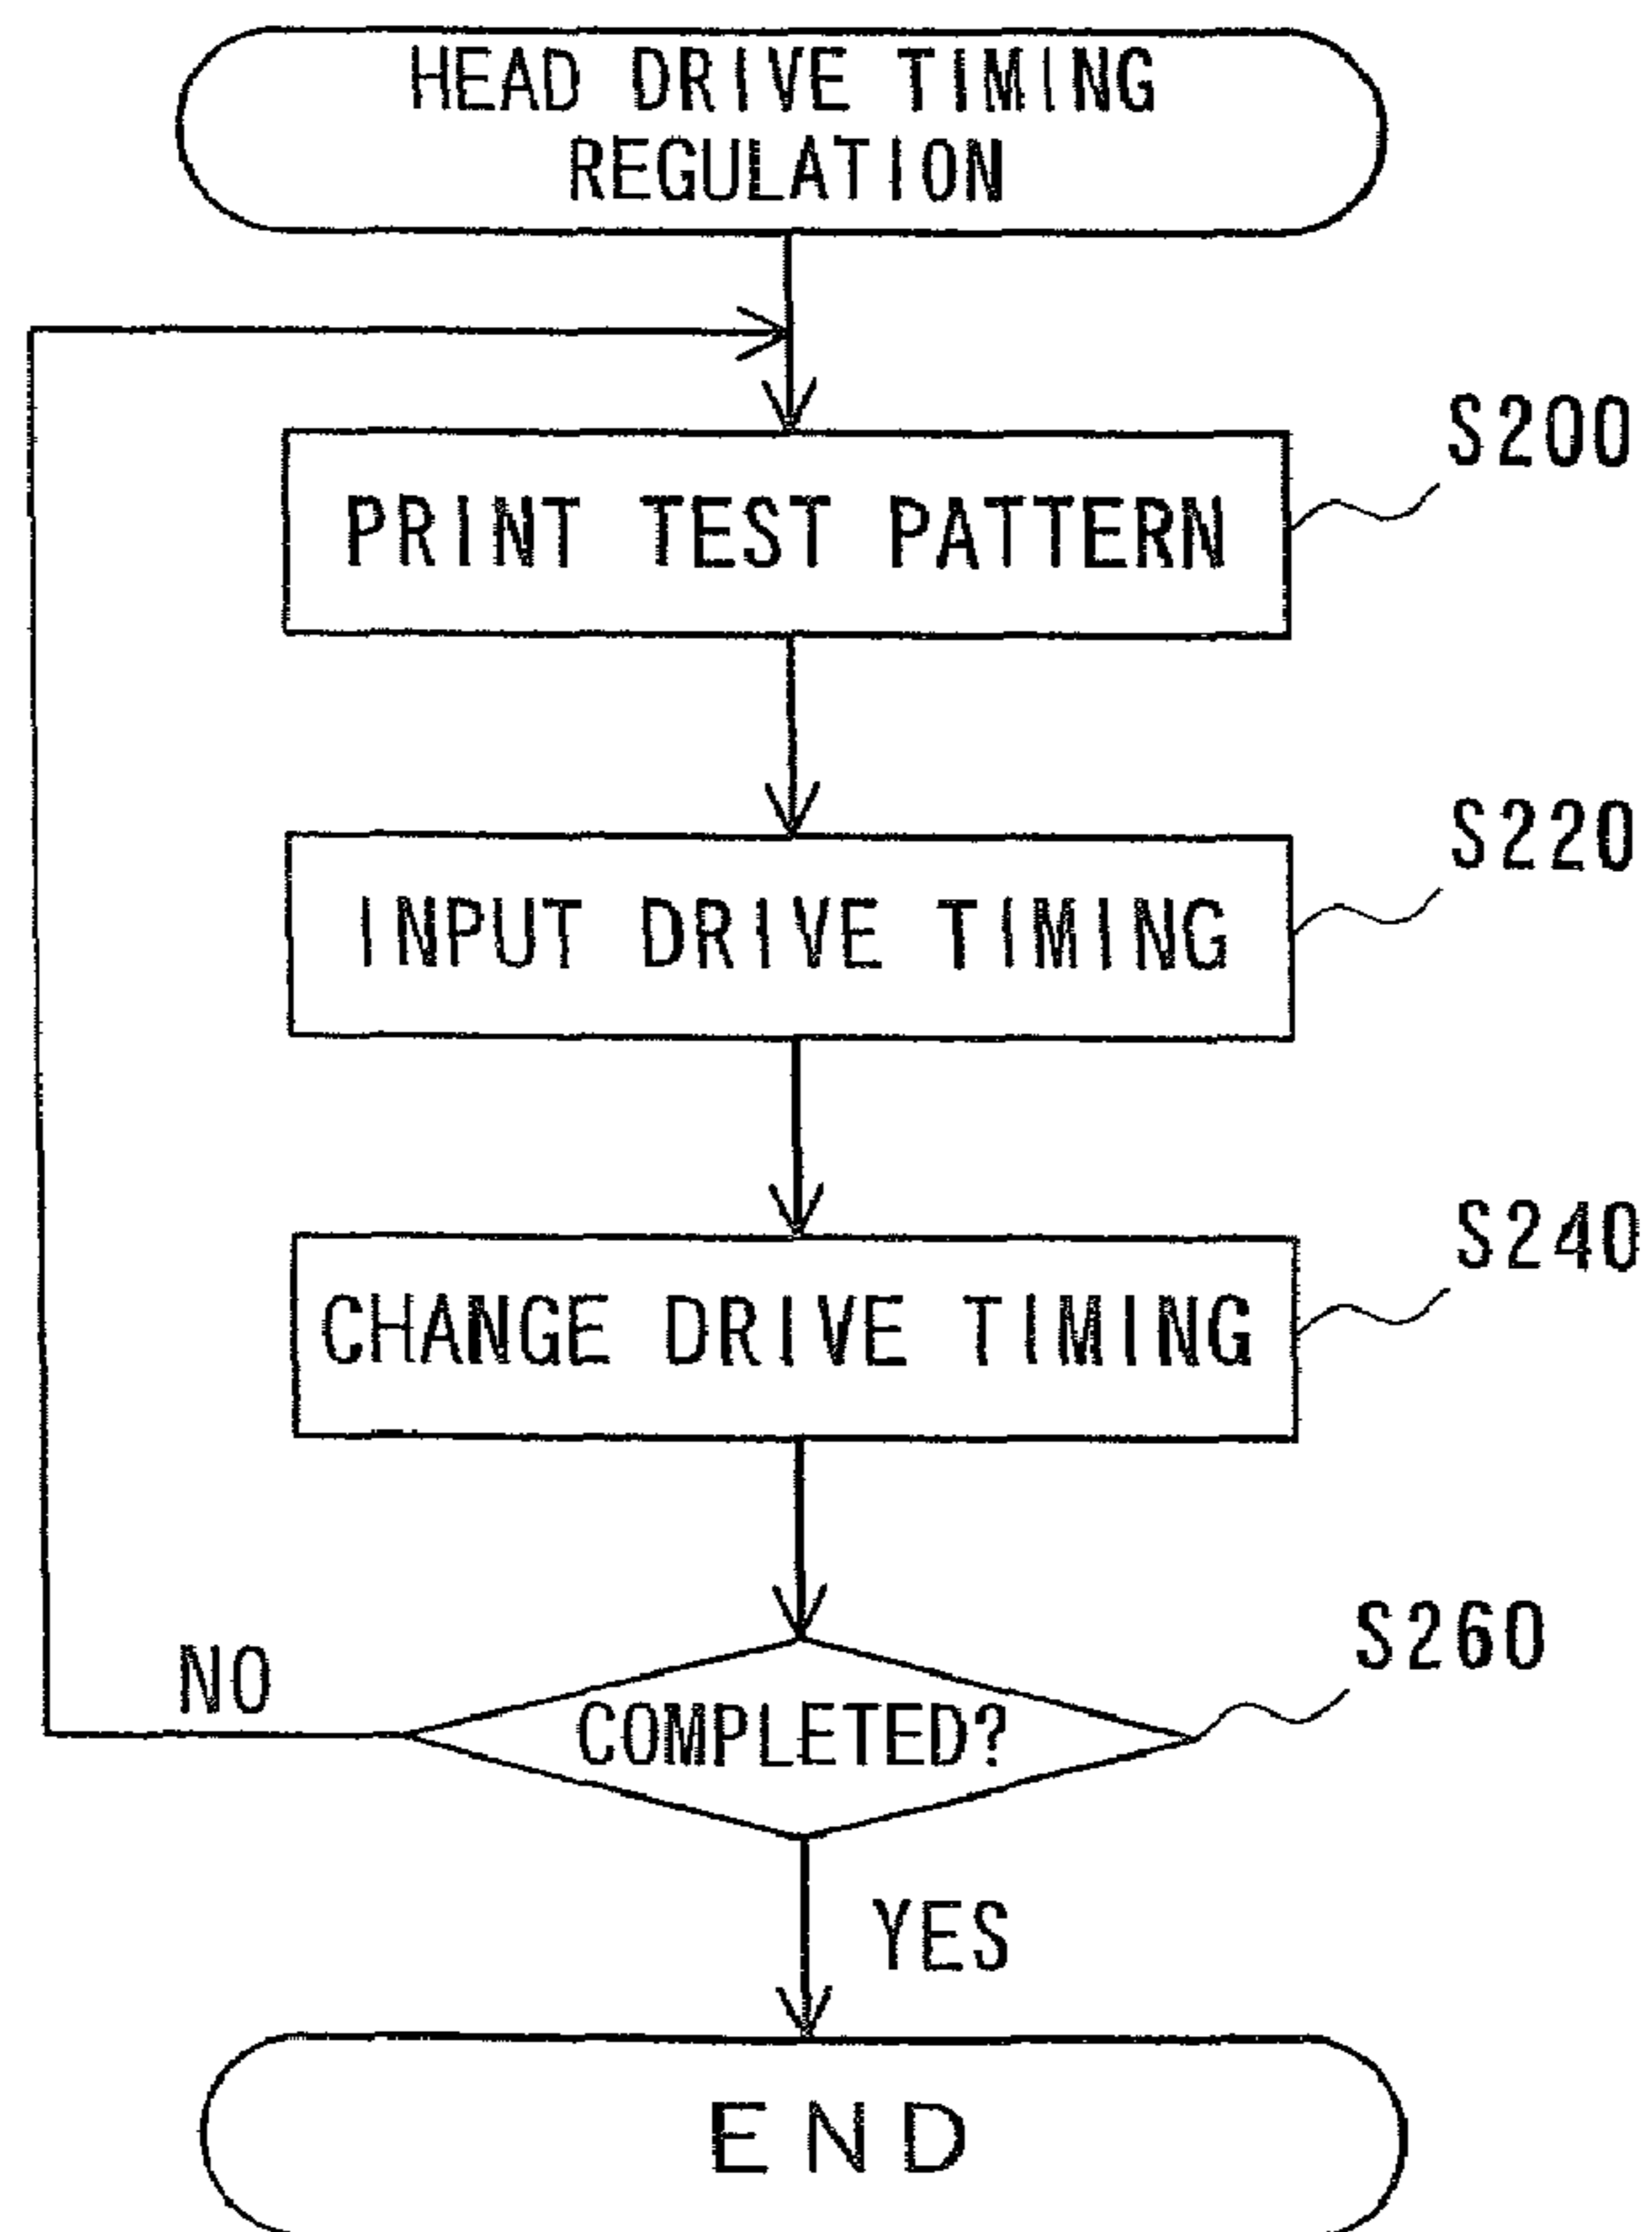 HEAD DRIVE TIMING
REGULATION
S200
PRINT TEST PATTERN
S220
INPUT DRIVE TIMING
S240
CHANGE DRIVE TIMING
S260
NO
COMPLETED?
YES
END